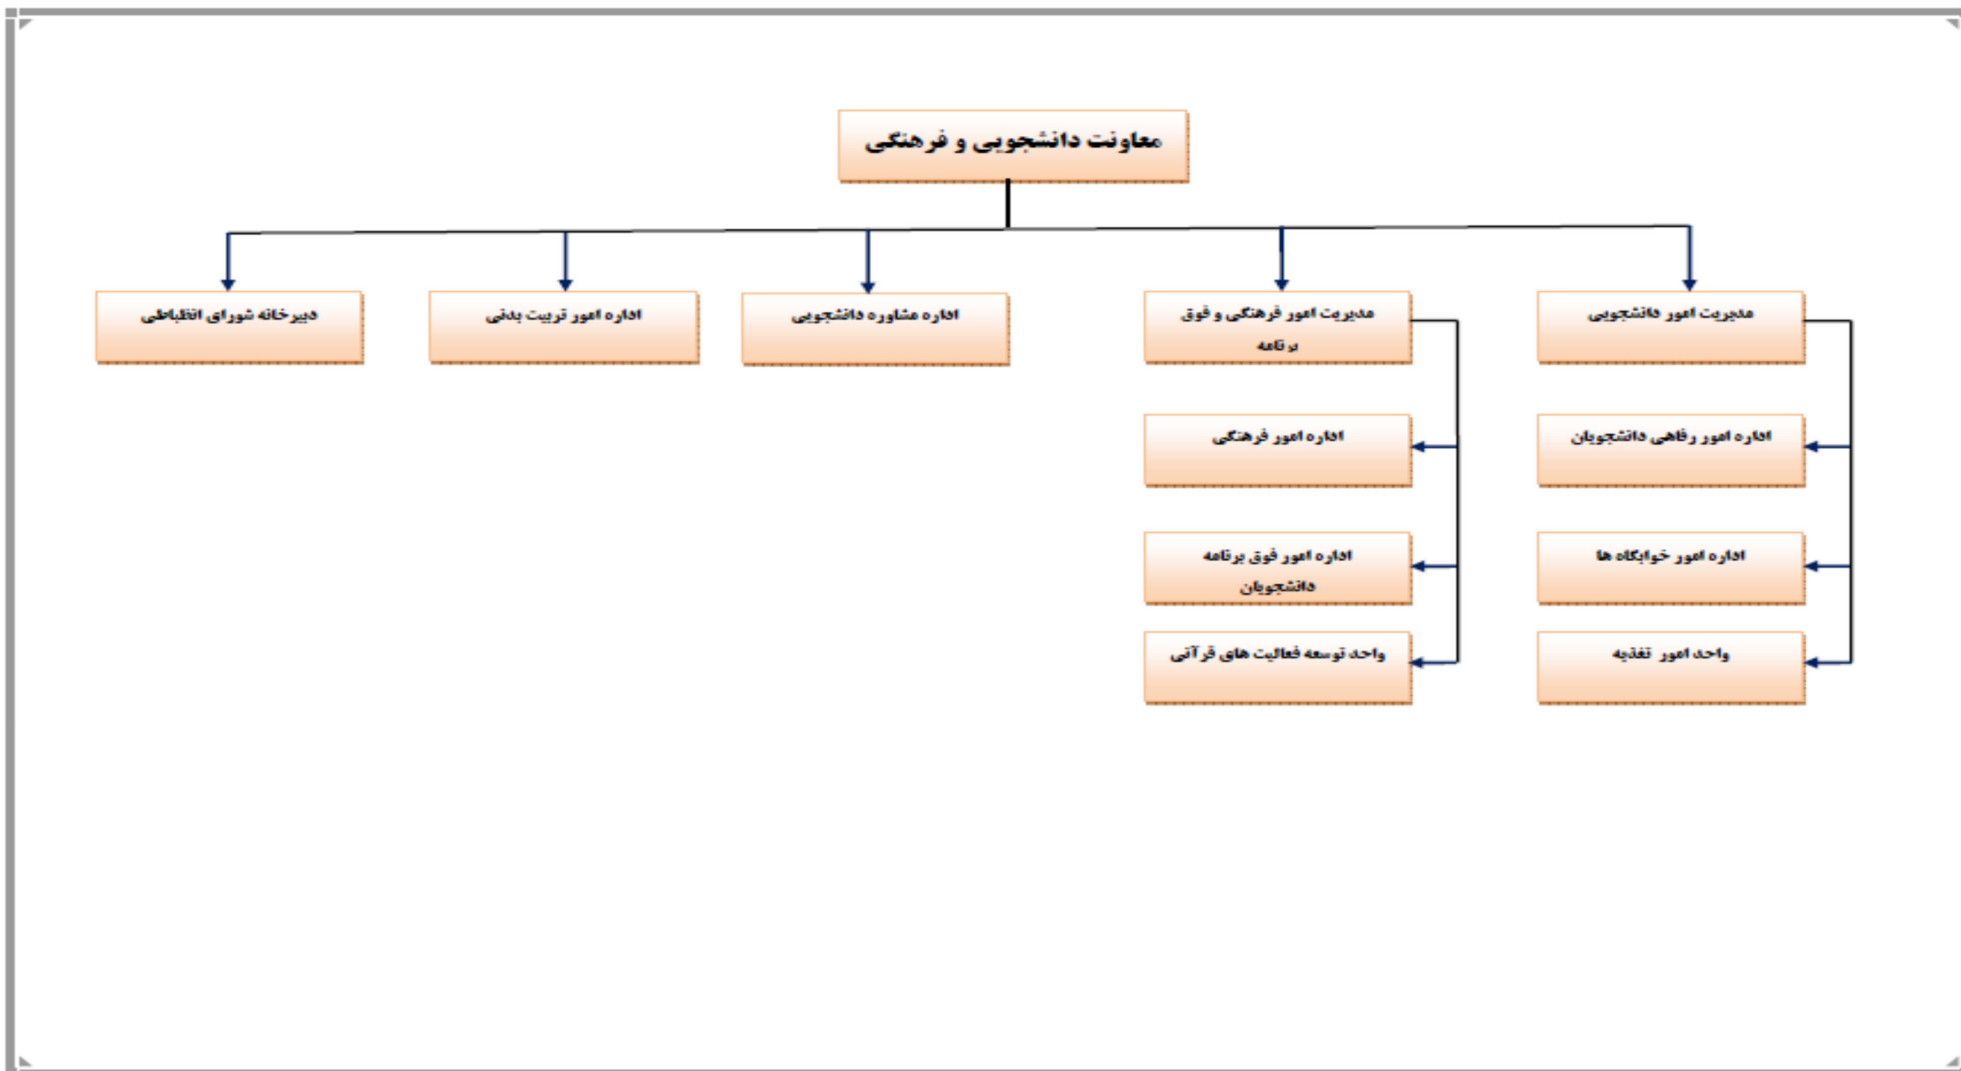 معاونت دانشجویی و فرهنگی
مدیریت امور دانشجویی
مدیریت امور فرهنگی و فوق
برنامه
اداره مشاوره دانشجویی
اداره امور تربیت بدنی
دبیرخانه شورای انظباطی
اداره امور رفاهی دانشجویان
اداره امور فرهنگی
اداره امور خوابگاه ها
اداره امور فوق برنامه
دانشجویان
واحد امور تغذیه
واحد توسعه فعالیت های قرآنی